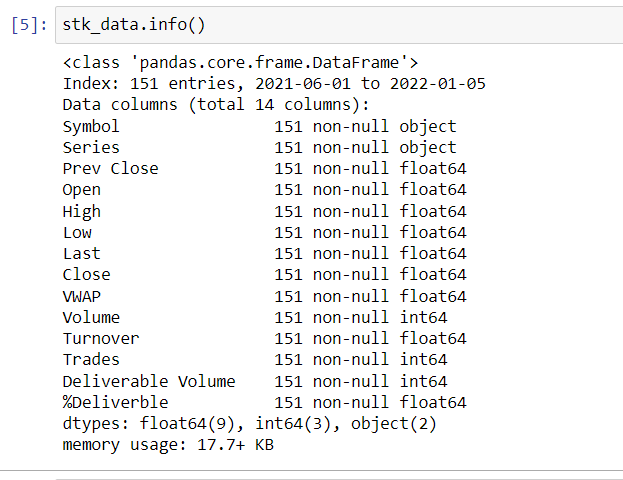 [5]: stk_data.info()
<class 'pandas.core.frame.DataFrame'>
Index: 151 entries, 2021-06-01 to 2022-01-05
Data columns (total 14 columns):
Symbol                151 non-null object
Series                151 non-null object
Prev Close            151 non-null float64
Open                  151 non-null float64
High                  151 non-null float64
Low                   151 non-null float64
Last                  151 non-null float64
Close                 151 non-null float64
VWAP                  151 non-null float64
Volume                151 non-null int64
Turnover              151 non-null float64
Trades                151 non-null int64
Deliverable Volume    151 non-null int64
%Deliverble           151 non-null float64
dtypes: float64(9), int64(3), object(2)
memory usage: 17.7+ KB